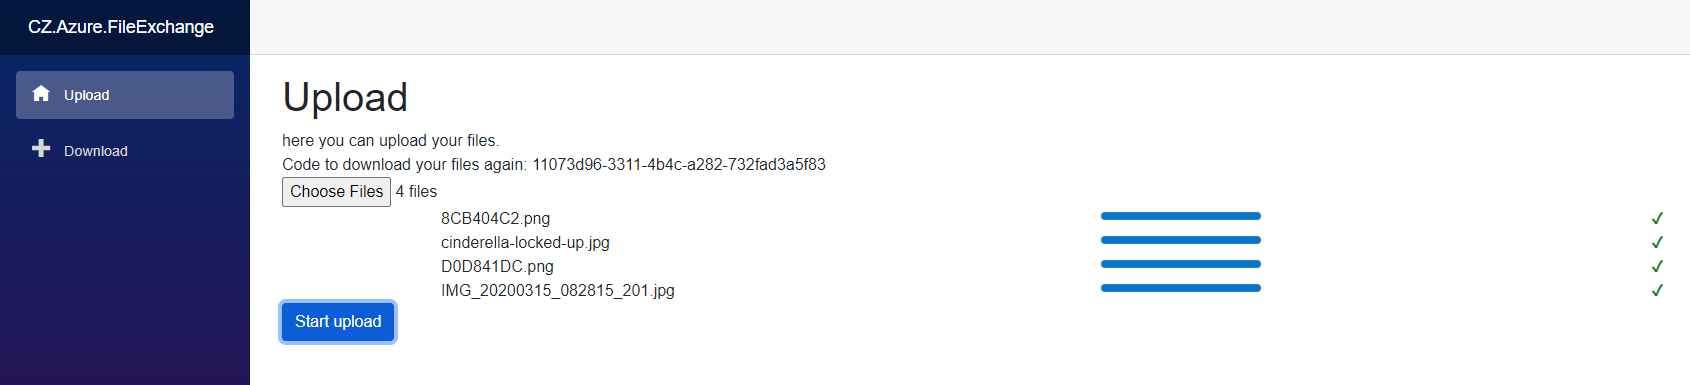 CZ.Azure.FileExchange
Upload
Download
Upload
here you can upload your files.
Code to download your files again: 11073d96-3311-4b4c-a282-732fad3a5f83
Choose Files 4 files
8CB404C2.png ✓
cinderella-locked-up.jpg ✓
D0D841DC.png ✓
IMG_20200315_082815_201.jpg ✓
Start upload